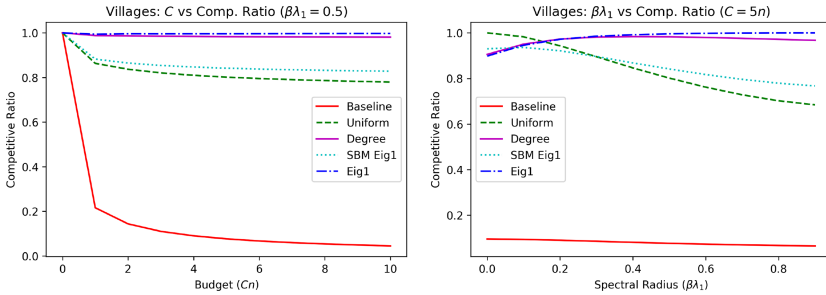 Villages: C vs Comp. Ratio (βλ₁ = 0.5)
Competitive Ratio
1.0
0.8
0.6
0.4
0.2
0.0
Baseline
Uniform
Degree
SBM Eig1
Eig1
0 2 4 6 8 10
Budget (Cn)
Villages: βλ₁ vs Comp. Ratio (C = 5n)
Competitive Ratio
1.0
0.8
0.6
0.4
0.2
Baseline
Uniform
Degree
SBM Eig1
Eig1
0.0 0.2 0.4 0.6 0.8
Spectral Radius (βλ₁)